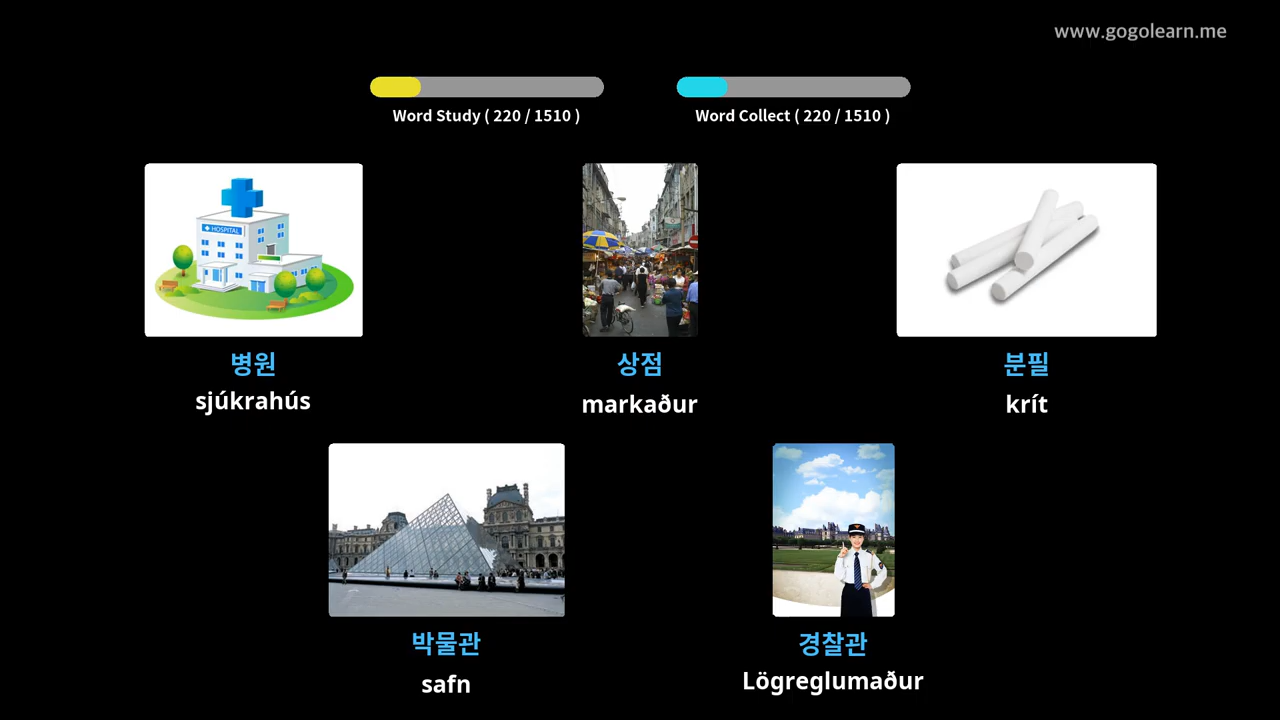 www.gogolearn.me
Word Study ( 220 / 1510 )
Word Collect ( 220 / 1510 )
HOSPITAL
병원
sjúkrahús
상점
markaður
분필
krít
박물관
safn
경찰관
Lögreglumaður